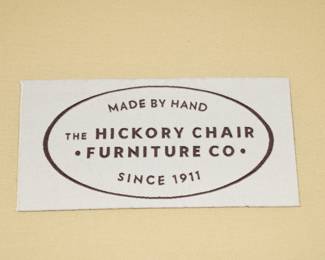 MADE BY HAND
THE HICKORY CHAIR
• FURNITURE CO •
SINCE 1911